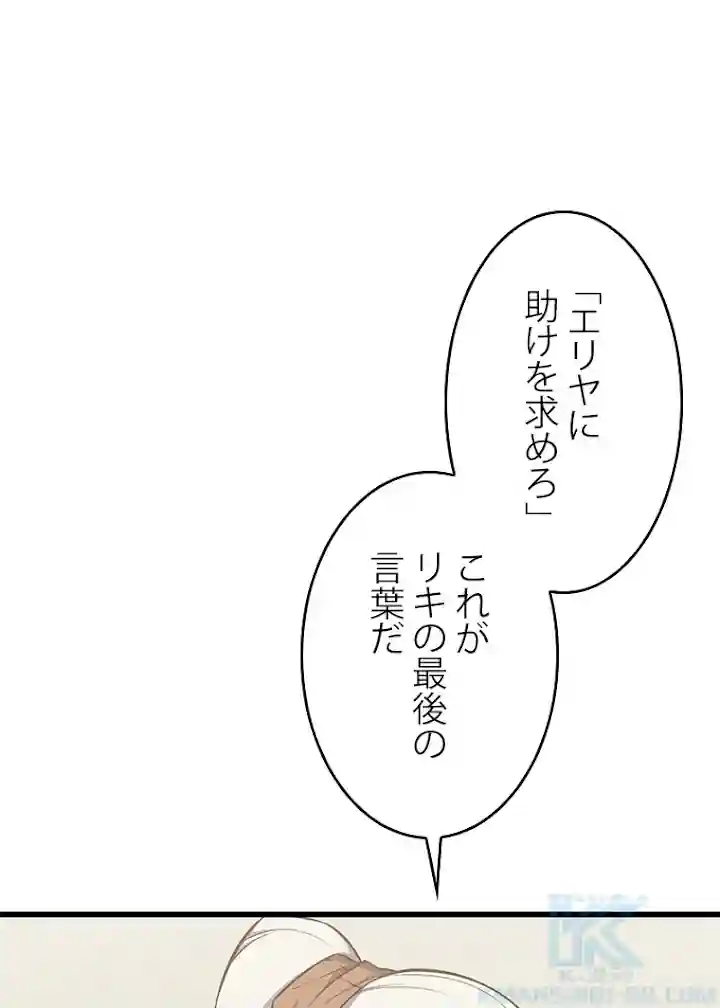 「エリヤに
助けを求めろ」
これが
リキの最後の
言葉だ